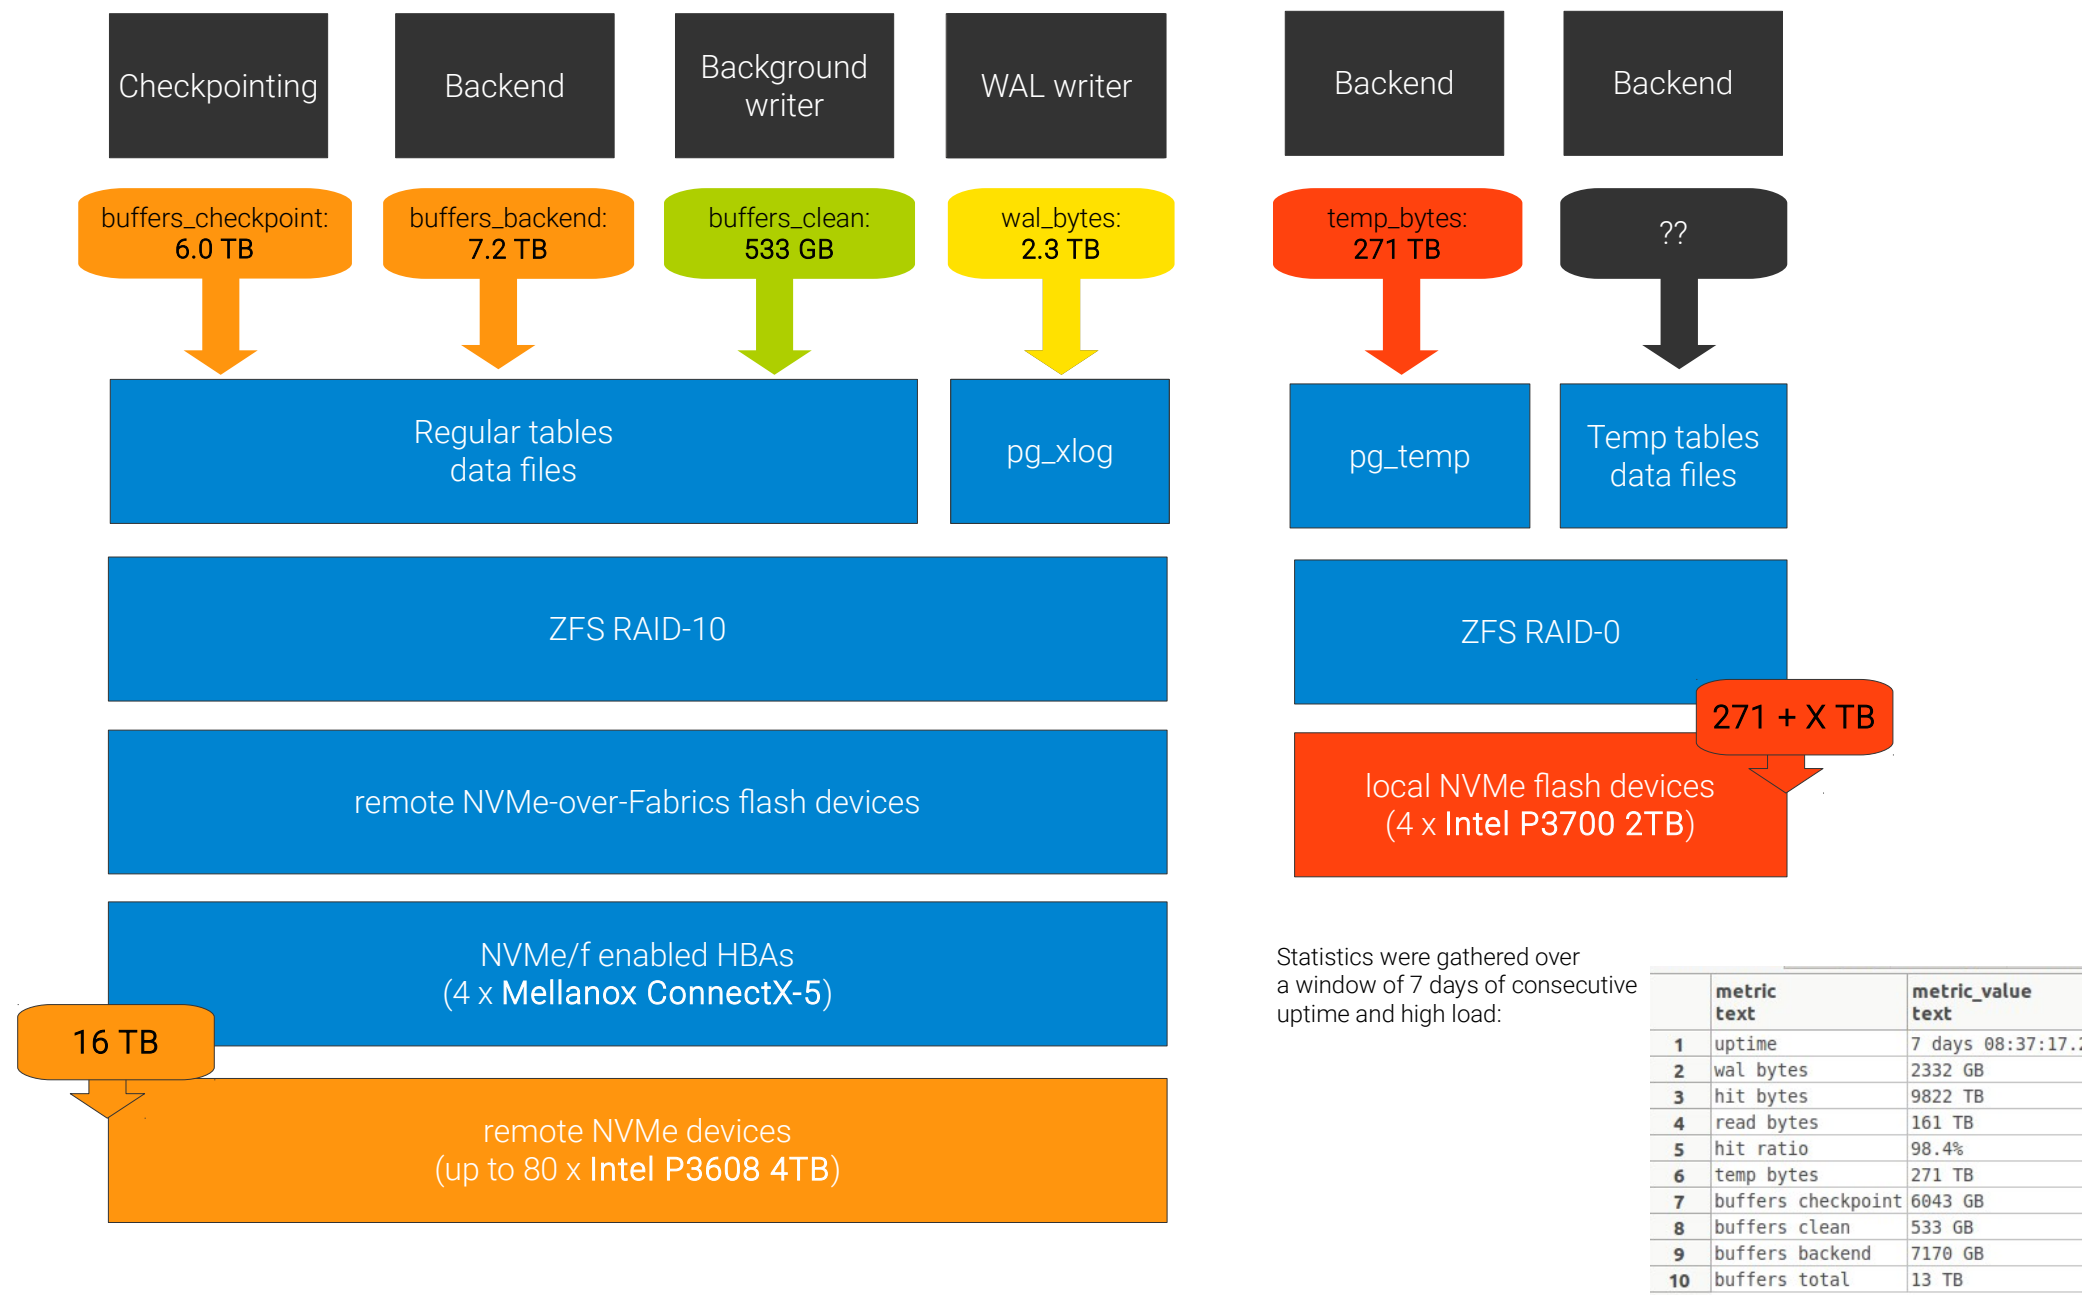 Checkpointing
Backend
Background
writer
WAL writer
Backend
Backend
buffers_checkpoint:
6.0 TB
buffers_backend:
7.2 TB
buffers_clean:
533 GB
wal_bytes:
2.3 TB
temp_bytes:
271 TB
??
Regular tables
data files
pg_xlog
pg_temp
Temp tables
data files
ZFS RAID-10
ZFS RAID-0
271 + X TB
remote NVMe-over-Fabrics flash devices
local NVMe flash devices
(4 x Intel P3700 2TB)
NVMe/f enabled HBAs
(4 x Mellanox ConnectX-5)
16 TB
remote NVMe devices
(up to 80 x Intel P3608 4TB)
Statistics were gathered over
a window of 7 days of consecutive
uptime and high load:
metric metric_value
text text
1 uptime 7 days 08:37:17.
2 wal bytes 2332 GB
3 hit bytes 9822 TB
4 read bytes 161 TB
5 hit ratio 98.4%
6 temp bytes 271 TB
7 buffers checkpoint 6043 GB
8 buffers clean 533 GB
9 buffers backend 7170 GB
10 buffers total 13 TB